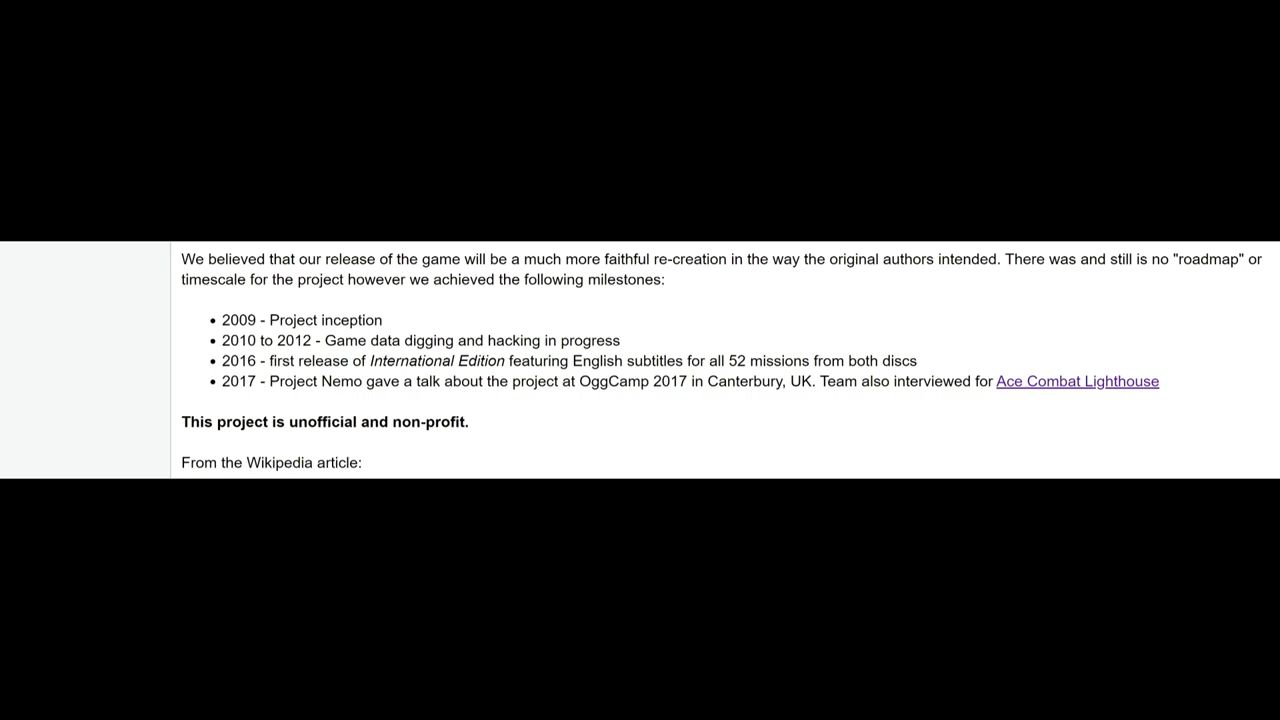 We believed that our release of the game will be a much more faithful re-creation in the way the original authors intended. There was and still is no "roadmap" or
timescale for the project however we achieved the following milestones:
• 2009 - Project inception
• 2010 to 2012 - Game data digging and hacking in progress
• 2016 - first release of International Edition featuring English subtitles for all 52 missions from both discs
• 2017 - Project Nemo gave a talk about the project at OggCamp 2017 in Canterbury, UK. Team also interviewed for Ace Combat Lighthouse
This project is unofficial and non-profit.
From the Wikipedia article: